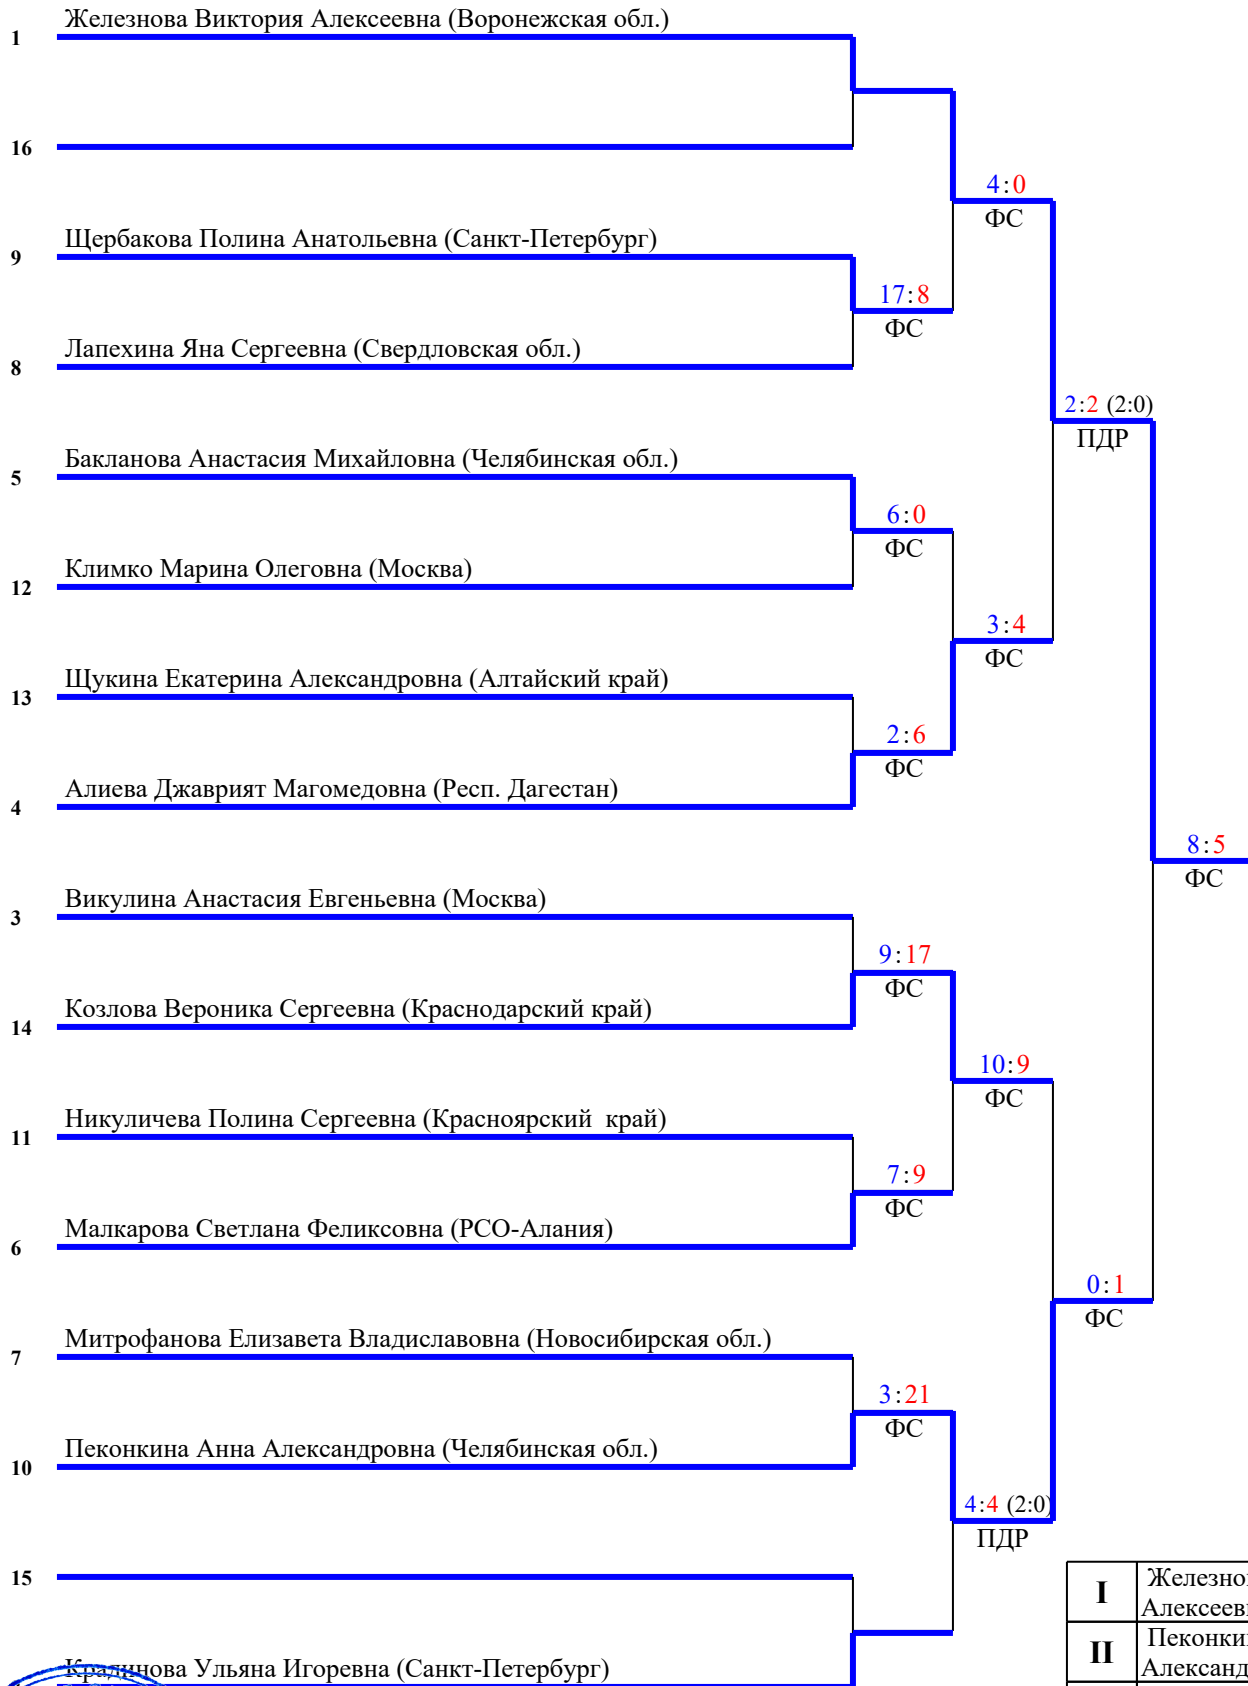 Железнова Виктория Алексеевна (Воронежская обл.)
1
16
4:0
ФС
Щербакова Полина Анатольевна (Санкт-Петербург)
9
17:8
ФС
Лапехина Яна Сергеевна (Свердловская обл.)
8
2:2 (2:0)
ПДР
Бакланова Анастасия Михайловна (Челябинская обл.)
5
6:0
ФС
Климко Марина Олеговна (Москва)
12
3:4
ФС
Щукина Екатерина Александровна (Алтайский край)
13
2:6
ФС
Алиева Джаврият Магомедовна (Респ. Дагестан)
4
8:5
ФС
Викулина Анастасия Евгеньевна (Москва)
3
9:17
ФС
Козлова Вероника Сергеевна (Краснодарский край)
14
10:9
ФС
Никуличева Полина Сергеевна (Красноярский край)
11
7:9
ФС
Малкарова Светлана Феликсовна (РСО-Алания)
6
0:1
ФС
Митрофанова Елизавета Владиславовна (Новосибирская обл.)
7
3:21
ФС
Пеконкина Анна Александровна (Челябинская обл.)
10
4:4 (2:0)
ПДР
15
I
II
Крадинова Ульяна Игоревна (Санкт-Петербург)